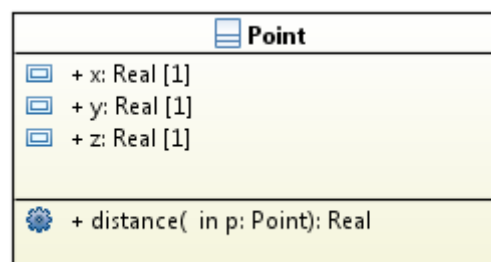 Point
+ x: Real [1]
+ y: Real [1]
+ z: Real [1]
+ distance(  in p: Point): Real